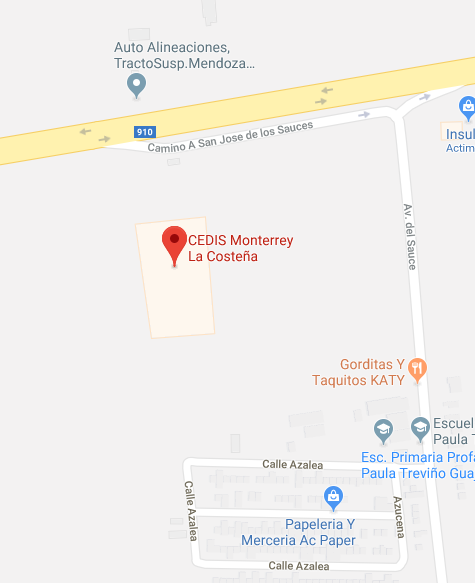 Auto Alineaciones,
TractoSusp.Mendoza...
910
Camino A San Jose de los Sauces
Insul
Actim
Av. del Sauce
CEDIS Monterrey
La Costeña
Gorditas Y
Taquitos KATY
Escuel
Paula T
Esc. Primaria Profa
Paula Treviño Guaj
Calle Azalea
Calle Azalea
Azucena
Papeleria Y
Merceria Ac Paper
Calle Azalea